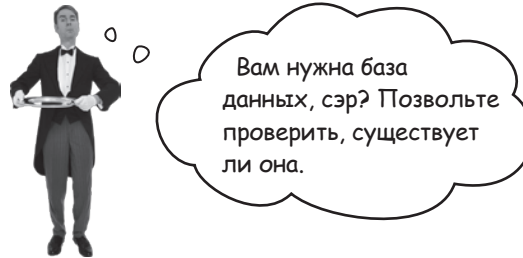 Вам нужна база
данных, сэр? Позвольте
проверить, существует
ли она.